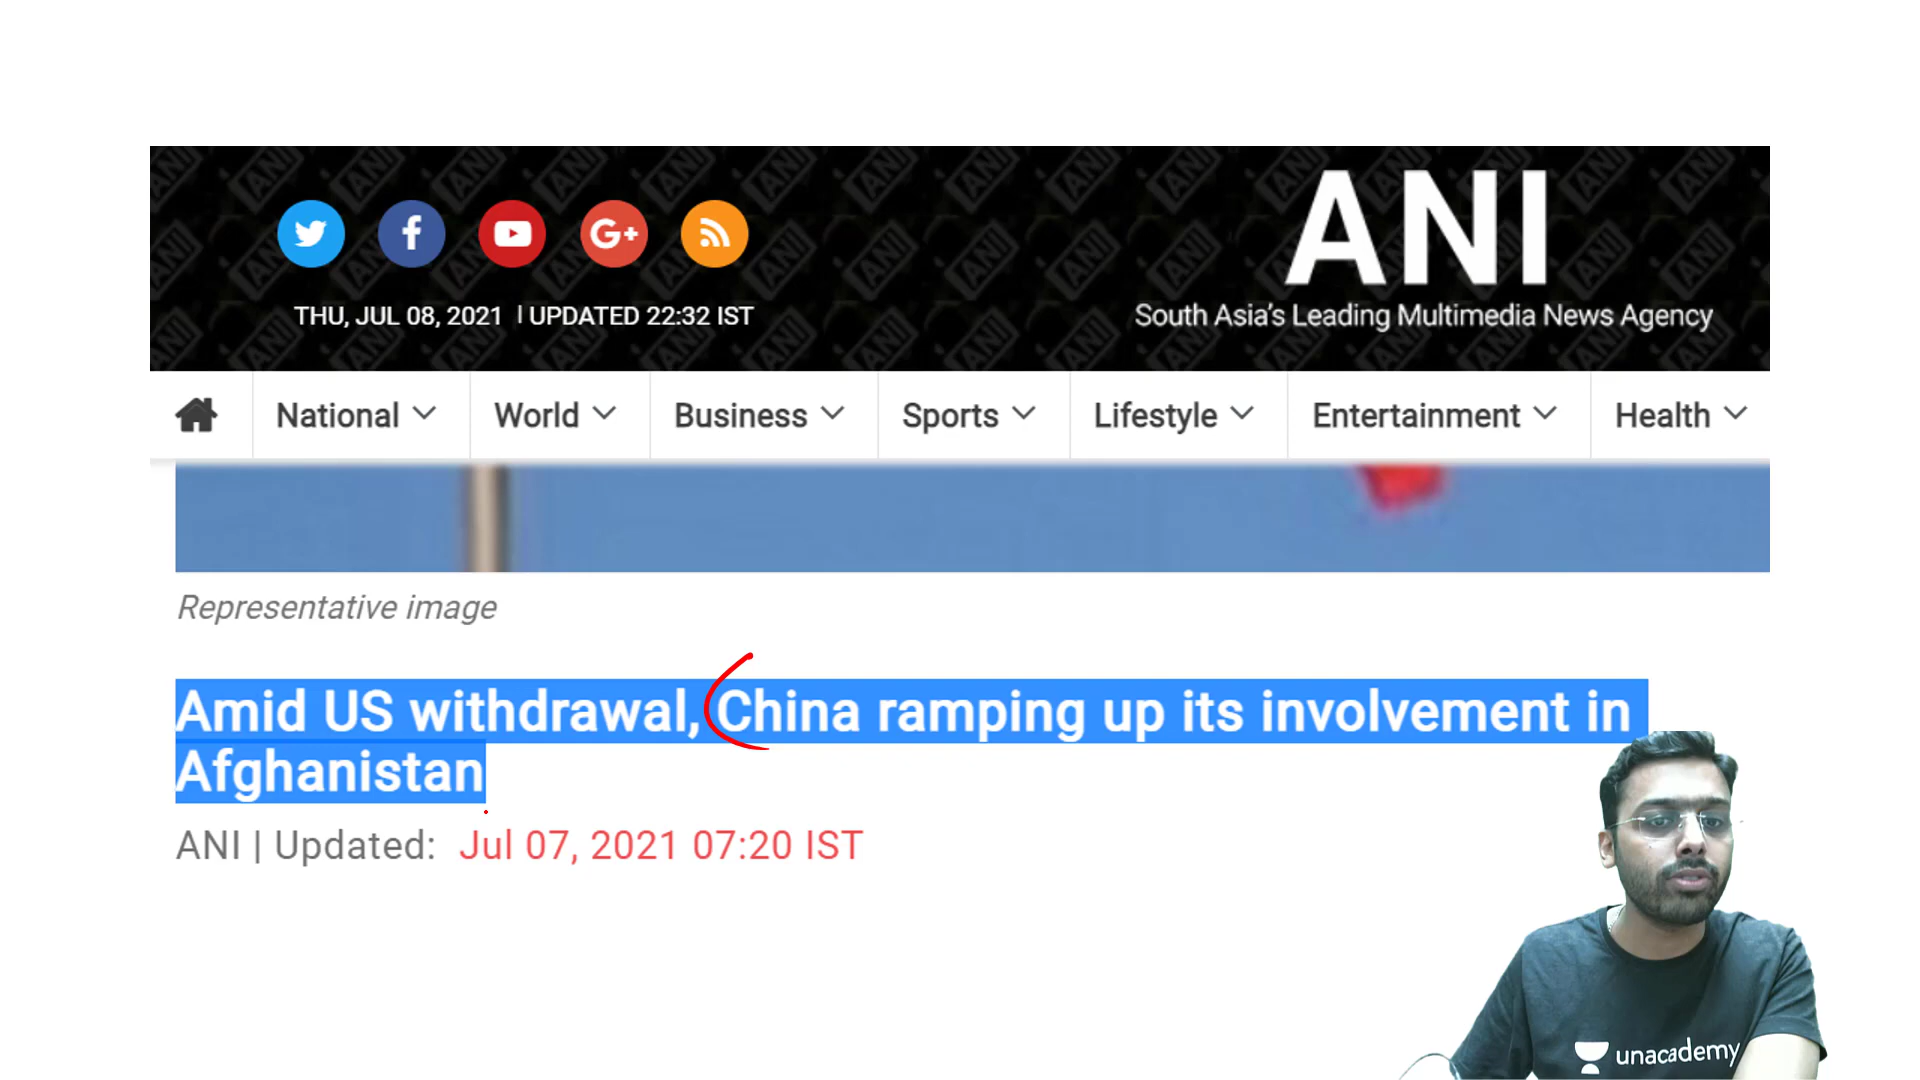 ANI
South Asia's Leading Multimedia News Agency
THU, JUL 08, 2021 | UPDATED 22:32 IST
National World Business Sports Lifestyle Entertainment Health
Representative image
Amid US withdrawal, China ramping up its involvement in
Afghanistan
ANI | Updated: Jul 07, 2021 07:20 IST
unacademy